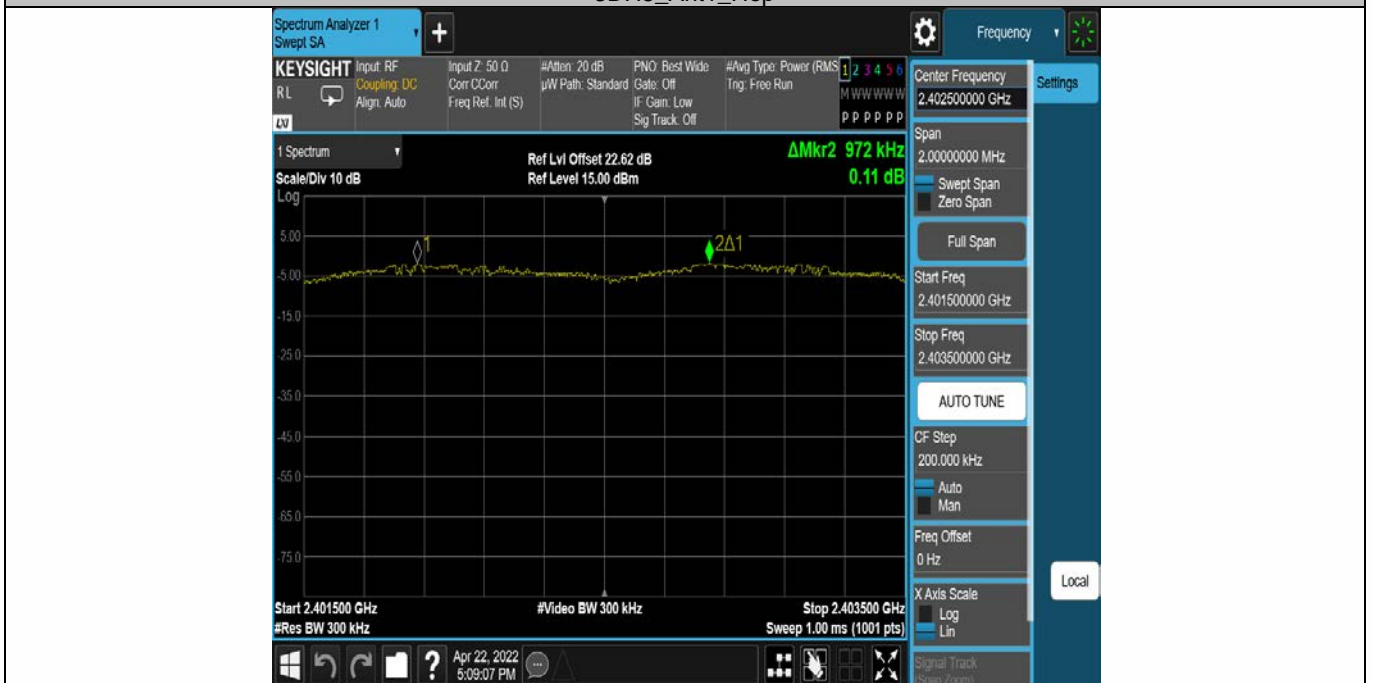 Spectrum Analyzer 1
Swept SA
+
Frequency
KEYSIGHT
RL
LXI
Input: RF
Coupling: DC
Align: Auto
Input Z: 50 Ω
Corr CCorr
Freq Ref: Int (S)
#Atten: 20 dB
µW Path: Standard
PNO: Best Wide
Gate: Off
IF Gain: Low
Sig Track: Off
#Avg Type: Power (RMS
Trig: Free Run
1 2 3 4 5 6
M W W W W W
P P P P P P
1 Spectrum
Scale/Div 10 dB
Log
Ref Lvl Offset 22.62 dB
Ref Level 15.00 dBm
ΔMkr2 972 kHz
0.11 dB
5.00
-5.00
-15.0
-25.0
-35.0
-45.0
-55.0
-65.0
-75.0
1
2Δ1
Start 2.401500 GHz
#Res BW 300 kHz
#Video BW 300 kHz
Stop 2.403500 GHz
Sweep 1.00 ms (1001 pts)
?
Apr 22, 2022
5:09:07 PM
Center Frequency
2.402500000 GHz
Settings
Span
2.00000000 MHz
Swept Span
Zero Span
Full Span
Start Freq
2.401500000 GHz
Stop Freq
2.403500000 GHz
AUTO TUNE
CF Step
200.000 kHz
Auto
Man
Freq Offset
0 Hz
X Axis Scale
Log
Lin
Local
Signal Track
(Span Zoom)